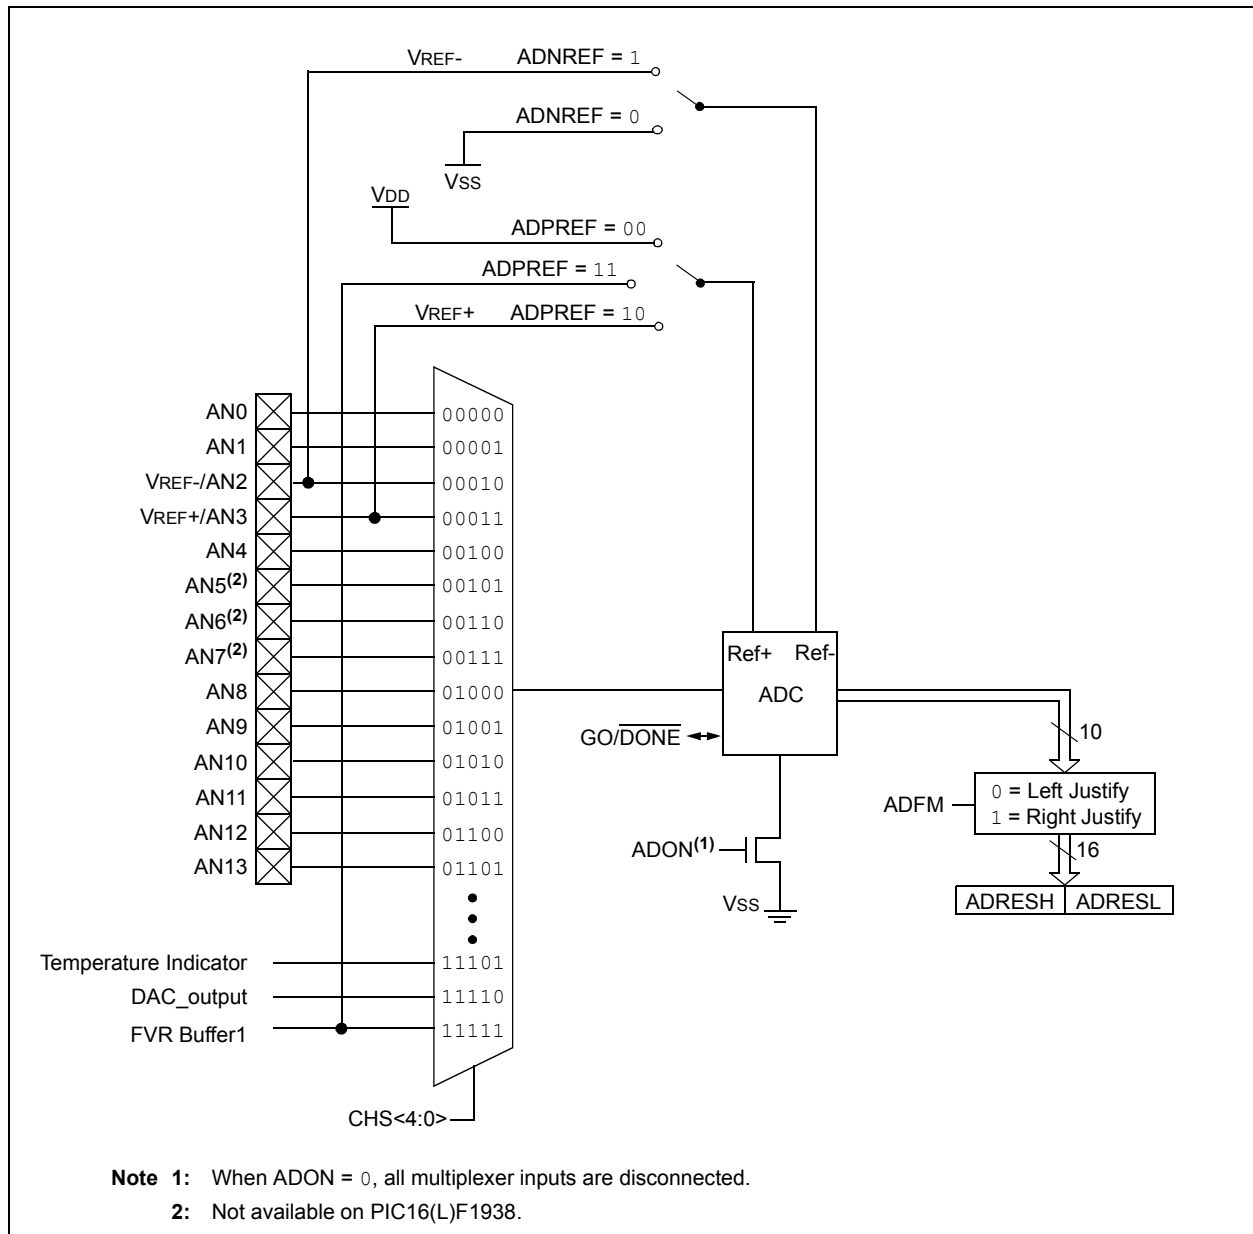 VREF- ADNREF = 1
ADNREF = 0
VSS
VDD
ADPREF = 00
ADPREF = 11
VREF+ ADPREF = 10
AN0 00000
AN1 00001
VREF-/AN2 00010
VREF+/AN3 00011
AN4 00100
AN5(2) 00101
AN6(2) 00110
AN7(2) 00111
AN8 01000
AN9 01001
AN10 01010
AN11 01011
AN12 01100
AN13 01101
Temperature Indicator 11101
DAC_output 11110
FVR Buffer1 11111
CHS<4:0>
Ref+ Ref-
ADC
GO/DONE
ADON(1)
VSS
10
ADFM
0 = Left Justify
1 = Right Justify
16
ADRESH ADRESL
Note 1: When ADON = 0, all multiplexer inputs are disconnected.
2: Not available on PIC16(L)F1938.